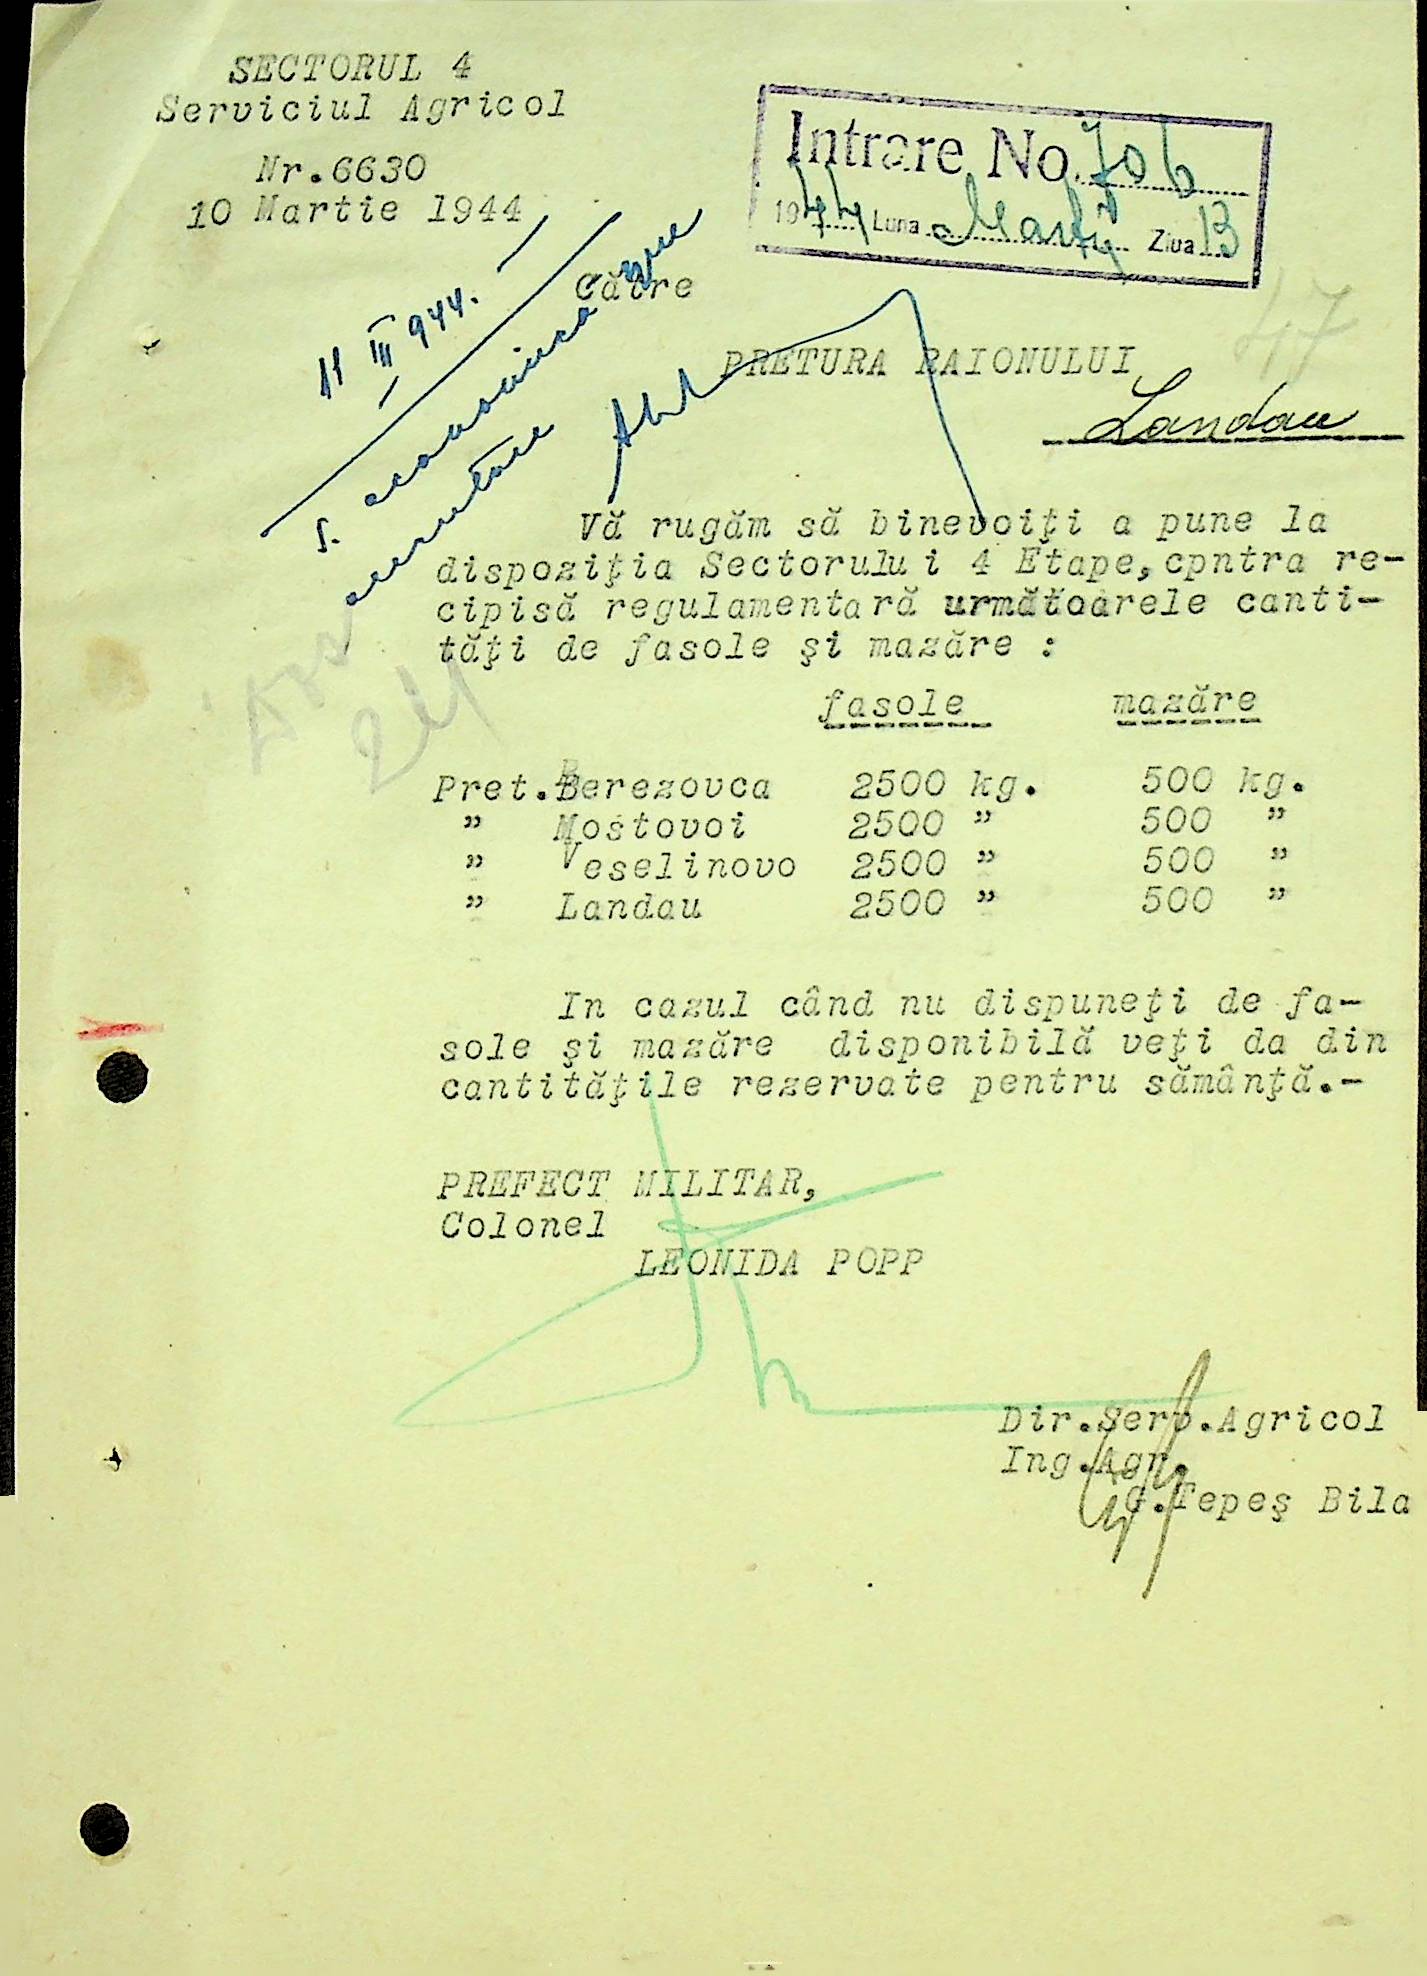 SECTORUL 4
Serviciul Agricol
Nr.6630
10 Martie 1944
Intrare No. 706
1944 Luna Martie Ziua 13
11 III 944.
Către
47
PRETURA RAIONULUI
Landau
Vă rugăm să binevoiţi a pune la
dispoziţia Sectorului 4 Etape,cpntra re-
cipisă regulamentară următoarele canti-
tăţi de fasole şi mazăre :
24
fasole mazăre
Pret.Berezovca 2500 kg. 500 kg.
" Mostovoi 2500 " 500 "
" Veselinovo 2500 " 500 "
" Landau 2500 " 500 "
In cazul când nu dispuneţi de fa-
sole şi mazăre disponibilă veţi da din
cantităţile rezervate pentru sămânţă.-
PREFECT MILITAR,
Colonel
LEONIDA POPP
Dir.Serv.Agricol
Ing.Agr.
G.Tepeş Bila